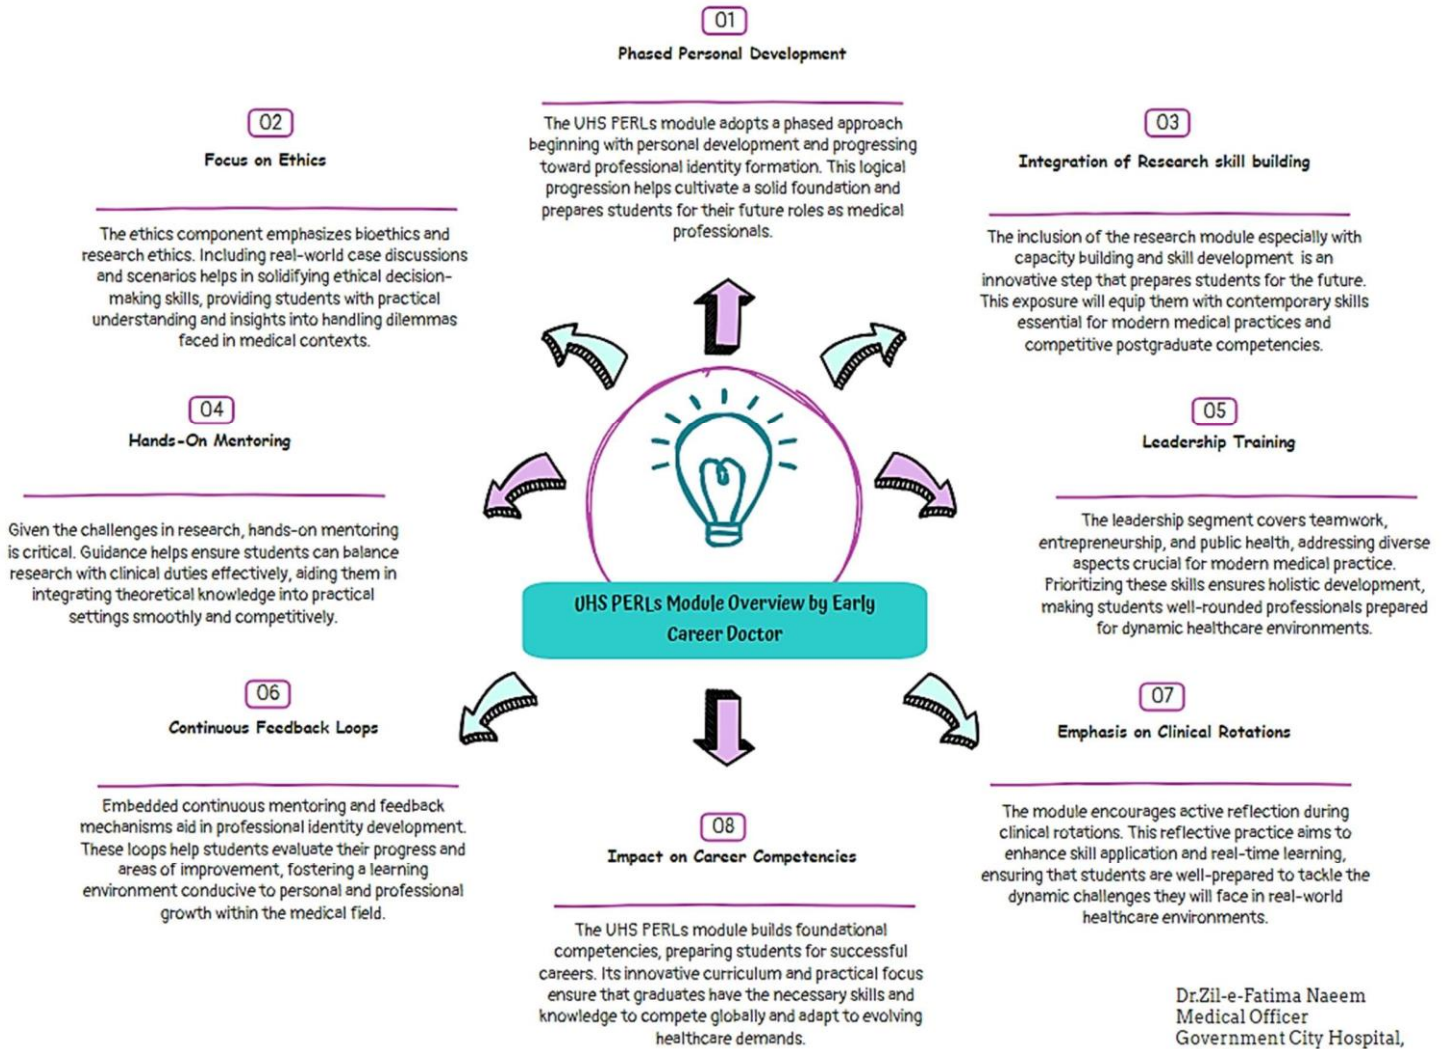 01
Phased Personal Development
The UHS PERLs module adopts a phased approach
beginning with personal development and progressing
toward professional identity formation. This logical
progression helps cultivate a solid foundation and
prepares students for their future roles as medical
professionals.
02
Focus on Ethics
The ethics component emphasizes bioethics and
research ethics. Including real-world case discussions
and scenarios helps in solidifying ethical decision-
making skills, providing students with practical
understanding and insights into handling dilemmas
faced in medical contexts.
03
Integration of Research skill building
The inclusion of the research module especially with
capacity building and skill development is an
innovative step that prepares students for the future.
This exposure will equip them with contemporary skills
essential for modern medical practices and
competitive postgraduate competencies.
04
Hands-On Mentoring
Given the challenges in research, hands-on mentoring
is critical. Guidance helps ensure students can balance
research with clinical duties effectively, aiding them in
integrating theoretical knowledge into practical
settings smoothly and competitively.
05
Leadership Training
The leadership segment covers teamwork,
entrepreneurship, and public health, addressing diverse
aspects crucial for modern medical practice.
Prioritizing these skills ensures holistic development,
making students well-rounded professionals prepared
for dynamic healthcare environments.
UHS PERLs Module Overview by Early
Career Doctor
06
Continuous Feedback Loops
Embedded continuous mentoring and feedback
mechanisms aid in professional identity development.
These loops help students evaluate their progress and
areas of improvement, fostering a learning
environment conducive to personal and professional
growth within the medical field.
07
Emphasis on Clinical Rotations
The module encourages active reflection during
clinical rotations. This reflective practice aims to
enhance skill application and real-time learning,
ensuring that students are well-prepared to tackle the
dynamic challenges they will face in real-world
healthcare environments.
08
Impact on Career Competencies
The UHS PERLs module builds foundational
competencies, preparing students for successful
careers. Its innovative curriculum and practical focus
ensure that graduates have the necessary skills and
knowledge to compete globally and adapt to evolving
healthcare demands.
Dr.Zil-e-Fatima Naeem
Medical Officer
Government City Hospital,